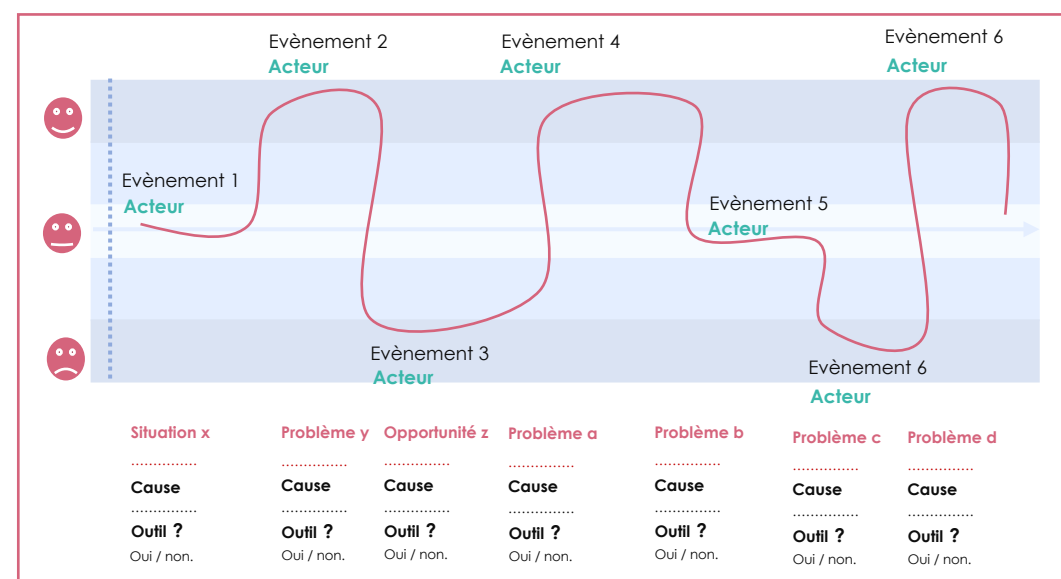 Evènement 2
Acteur
Evènement 4
Acteur
Evènement 6
Acteur
Evènement 1
Acteur
Evènement 5
Acteur
Evènement 3
Acteur
Evènement 6
Acteur
Situation x
...............
Cause
...............
Outil ?
Oui / non.
Problème y
...............
Cause
...............
Outil ?
Oui / non.
Opportunité z
...............
Cause
...............
Outil ?
Oui / non.
Problème a
...............
Cause
...............
Outil ?
Oui / non.
Problème b
...............
Cause
...............
Outil ?
Oui / non.
Problème c
...............
Cause
...............
Outil ?
Oui / non.
Problème d
...............
Cause
...............
Outil ?
Oui / non.